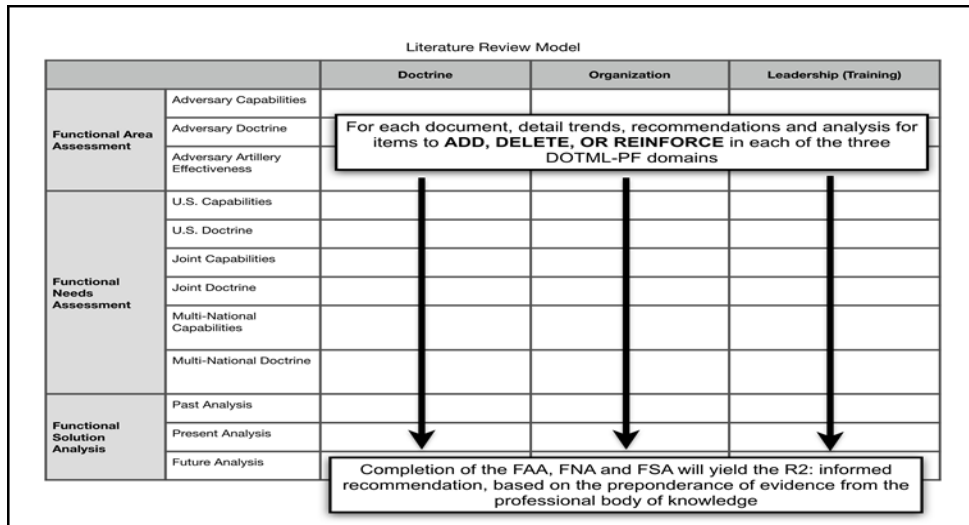 Literature Review Model
Doctrine
Organization
Leadership (Training)
Functional Area
Assessment
Adversary Capabilities
Adversary Doctrine
Adversary Artillery
Effectiveness
For each document, detail trends, recommendations and analysis for
items to ADD, DELETE, OR REINFORCE in each of the three
DOTML-PF domains
Functional
Needs
Assessment
U.S. Capabilities
U.S. Doctrine
Joint Capabilities
Joint Doctrine
Multi-National
Capabilities
Multi-National Doctrine
Functional
Solution
Analysis
Past Analysis
Present Analysis
Future Analysis
Completion of the FAA, FNA and FSA will yield the R2: informed
recommendation, based on the preponderance of evidence from the
professional body of knowledge